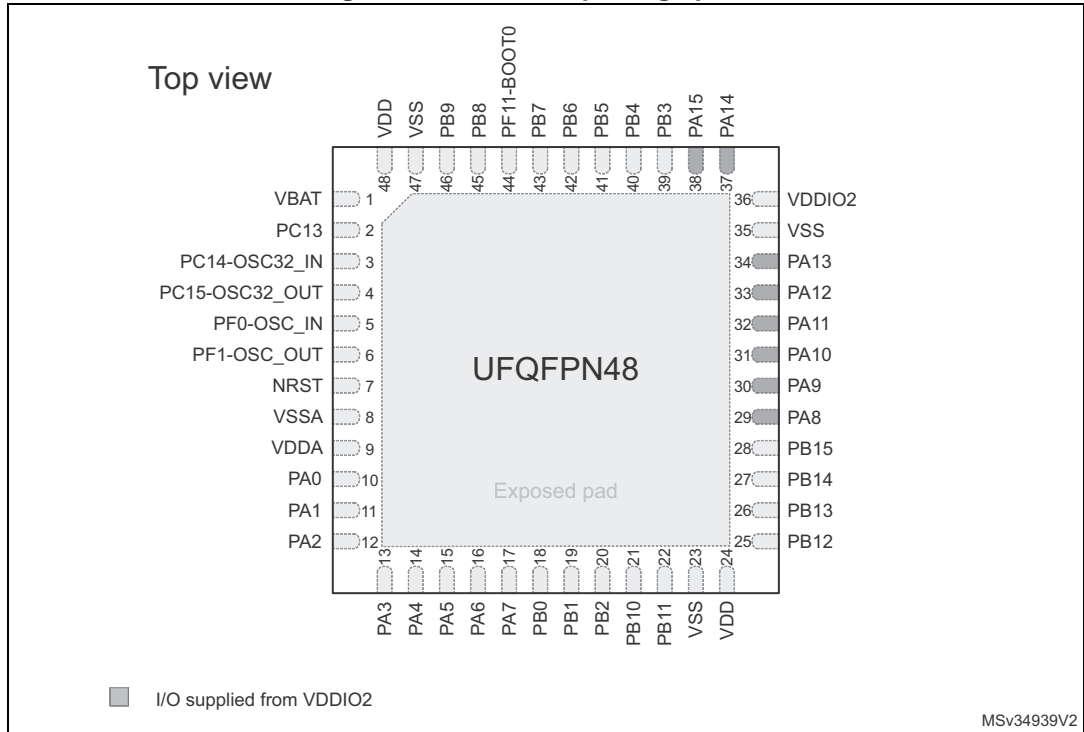 Top view
VDD
VSS
PB9
PB8
PF11-BOOT0
PB7
PB6
PB5
PB4
PB3
PA15
PA14
48
47
46
45
44
43
42
41
40
39
38
37
VBAT 1
PC13 2
PC14-OSC32_IN 3
PC15-OSC32_OUT 4
PF0-OSC_IN 5
PF1-OSC_OUT 6
NRST 7
VSSA 8
VDDA 9
PA0 10
PA1 11
PA2 12
UFQFPN48
Exposed pad
36 VDDIO2
35 VSS
34 PA13
33 PA12
32 PA11
31 PA10
30 PA9
29 PA8
28 PB15
27 PB14
26 PB13
25 PB12
13
14
15
16
17
18
19
20
21
22
23
24
PA3
PA4
PA5
PA6
PA7
PB0
PB1
PB2
PB10
PB11
VSS
VDD
I/O supplied from VDDIO2
MSv34939V2